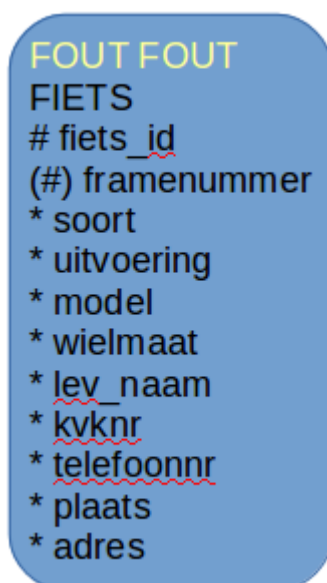 FOUT FOUT
FIETS
# fiets_id
(#) framenummer
* soort
* uitvoering
* model
* wielmaat
* lev_naam
* kvknr
* telefoonnr
* plaats
* adres